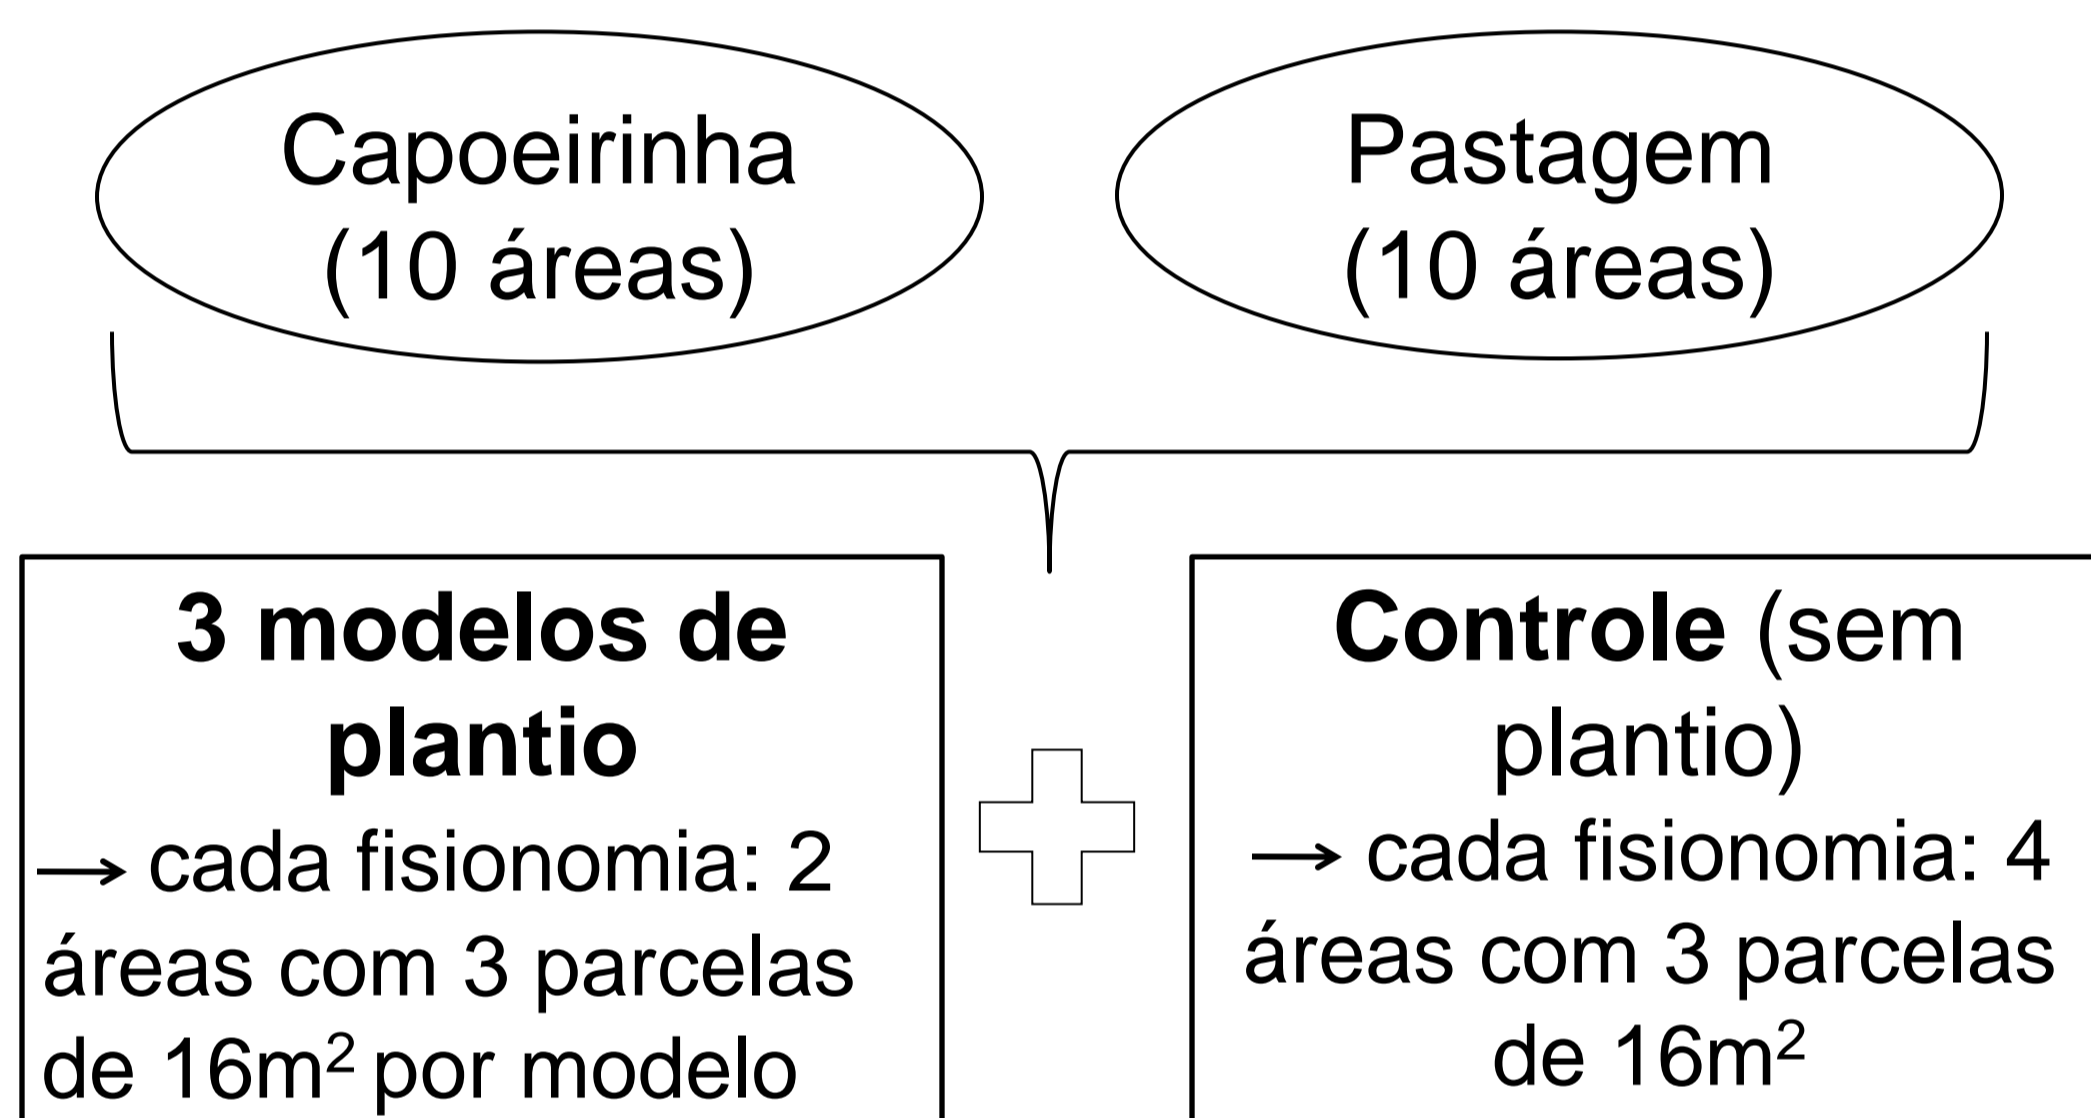 Capoeirinha
(10 áreas)
Pastagem
(10 áreas)
3 modelos de
plantio
→ cada fisionomia: 2
áreas com 3 parcelas
de 16m² por modelo
Controle (sem
plantio)
→ cada fisionomia: 4
áreas com 3 parcelas
de 16m²